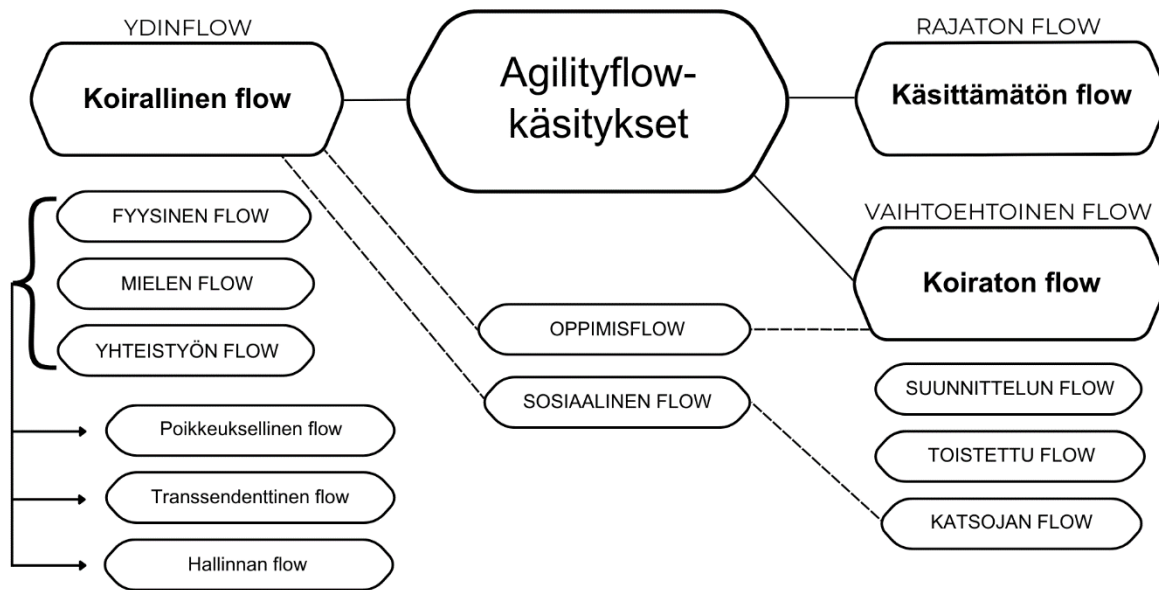 YDINFLOW
Koirallinen flow
Agilityflow-
käsitykset
RAJATON FLOW
Käsittämätön flow
VAIHTOEHTOINEN FLOW
Koiraton flow
FYYSINEN FLOW
MIELEN FLOW
YHTEISTYÖN FLOW
Poikkeuksellinen flow
Transsendenttinen flow
Hallinnan flow
OPPIMISFLOW
SOSIAALINEN FLOW
SUUNNITTELUN FLOW
TOISTETTU FLOW
KATSOJAN FLOW